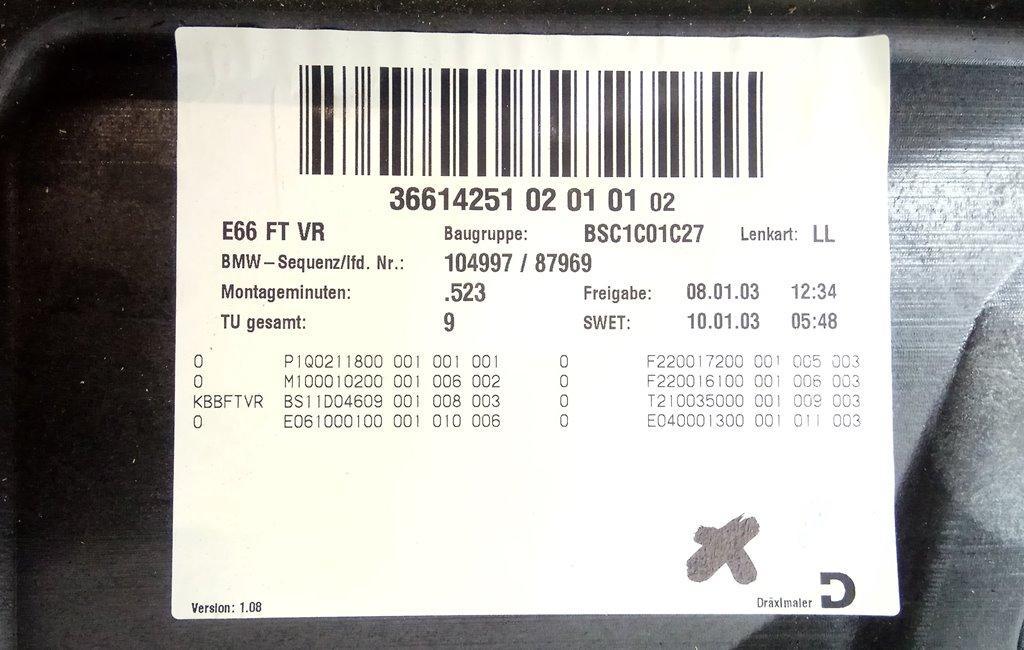 36614251 02 01 01 02
E66 FT VR Baugruppe: BSC1C01C27 Lenkart: LL
BMW-Sequenz/lfd. Nr.: 104997 / 87969
Montageminuten: .523 Freigabe: 08.01.03 12:34
TU gesamt: 9 SWET: 10.01.03 05:48
0 P1Q0211800 001 001 001 0 F220017200 001 005 003
0 M100010200 001 006 002 0 F220016100 001 006 003
KBBFTVR BS11D04609 001 008 003 T210035000 001 009 003
0 E061000100 001 010 006 0 E040001300 001 011 003
Version: 1.08 Dräxlmaier D